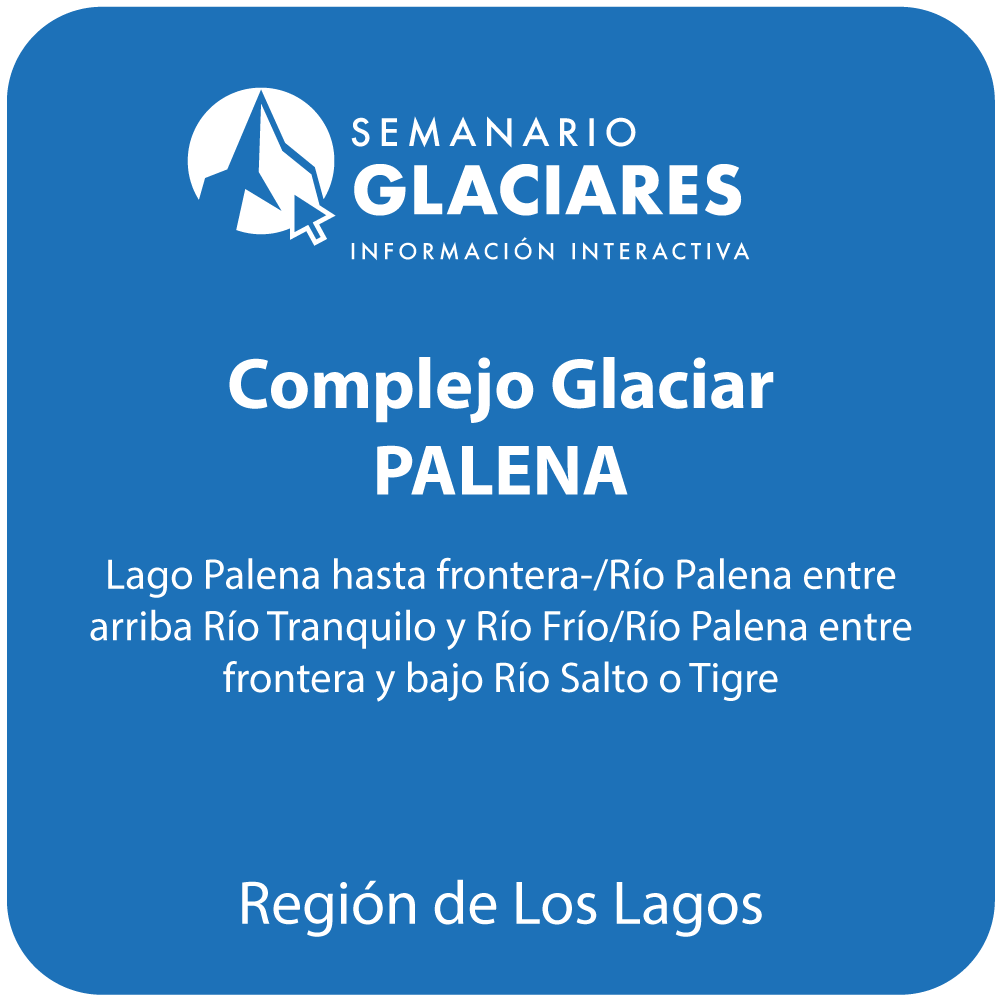 SEMANARIO
GLACIARES
INFORMACIÓN INTERACTIVA
Complejo Glaciar
PALENA
Lago Palena hasta frontera-/Río Palena entre
arriba Río Tranquilo y Río Frío/Río Palena entre
frontera y bajo Río Salto o Tigre
Región de Los Lagos